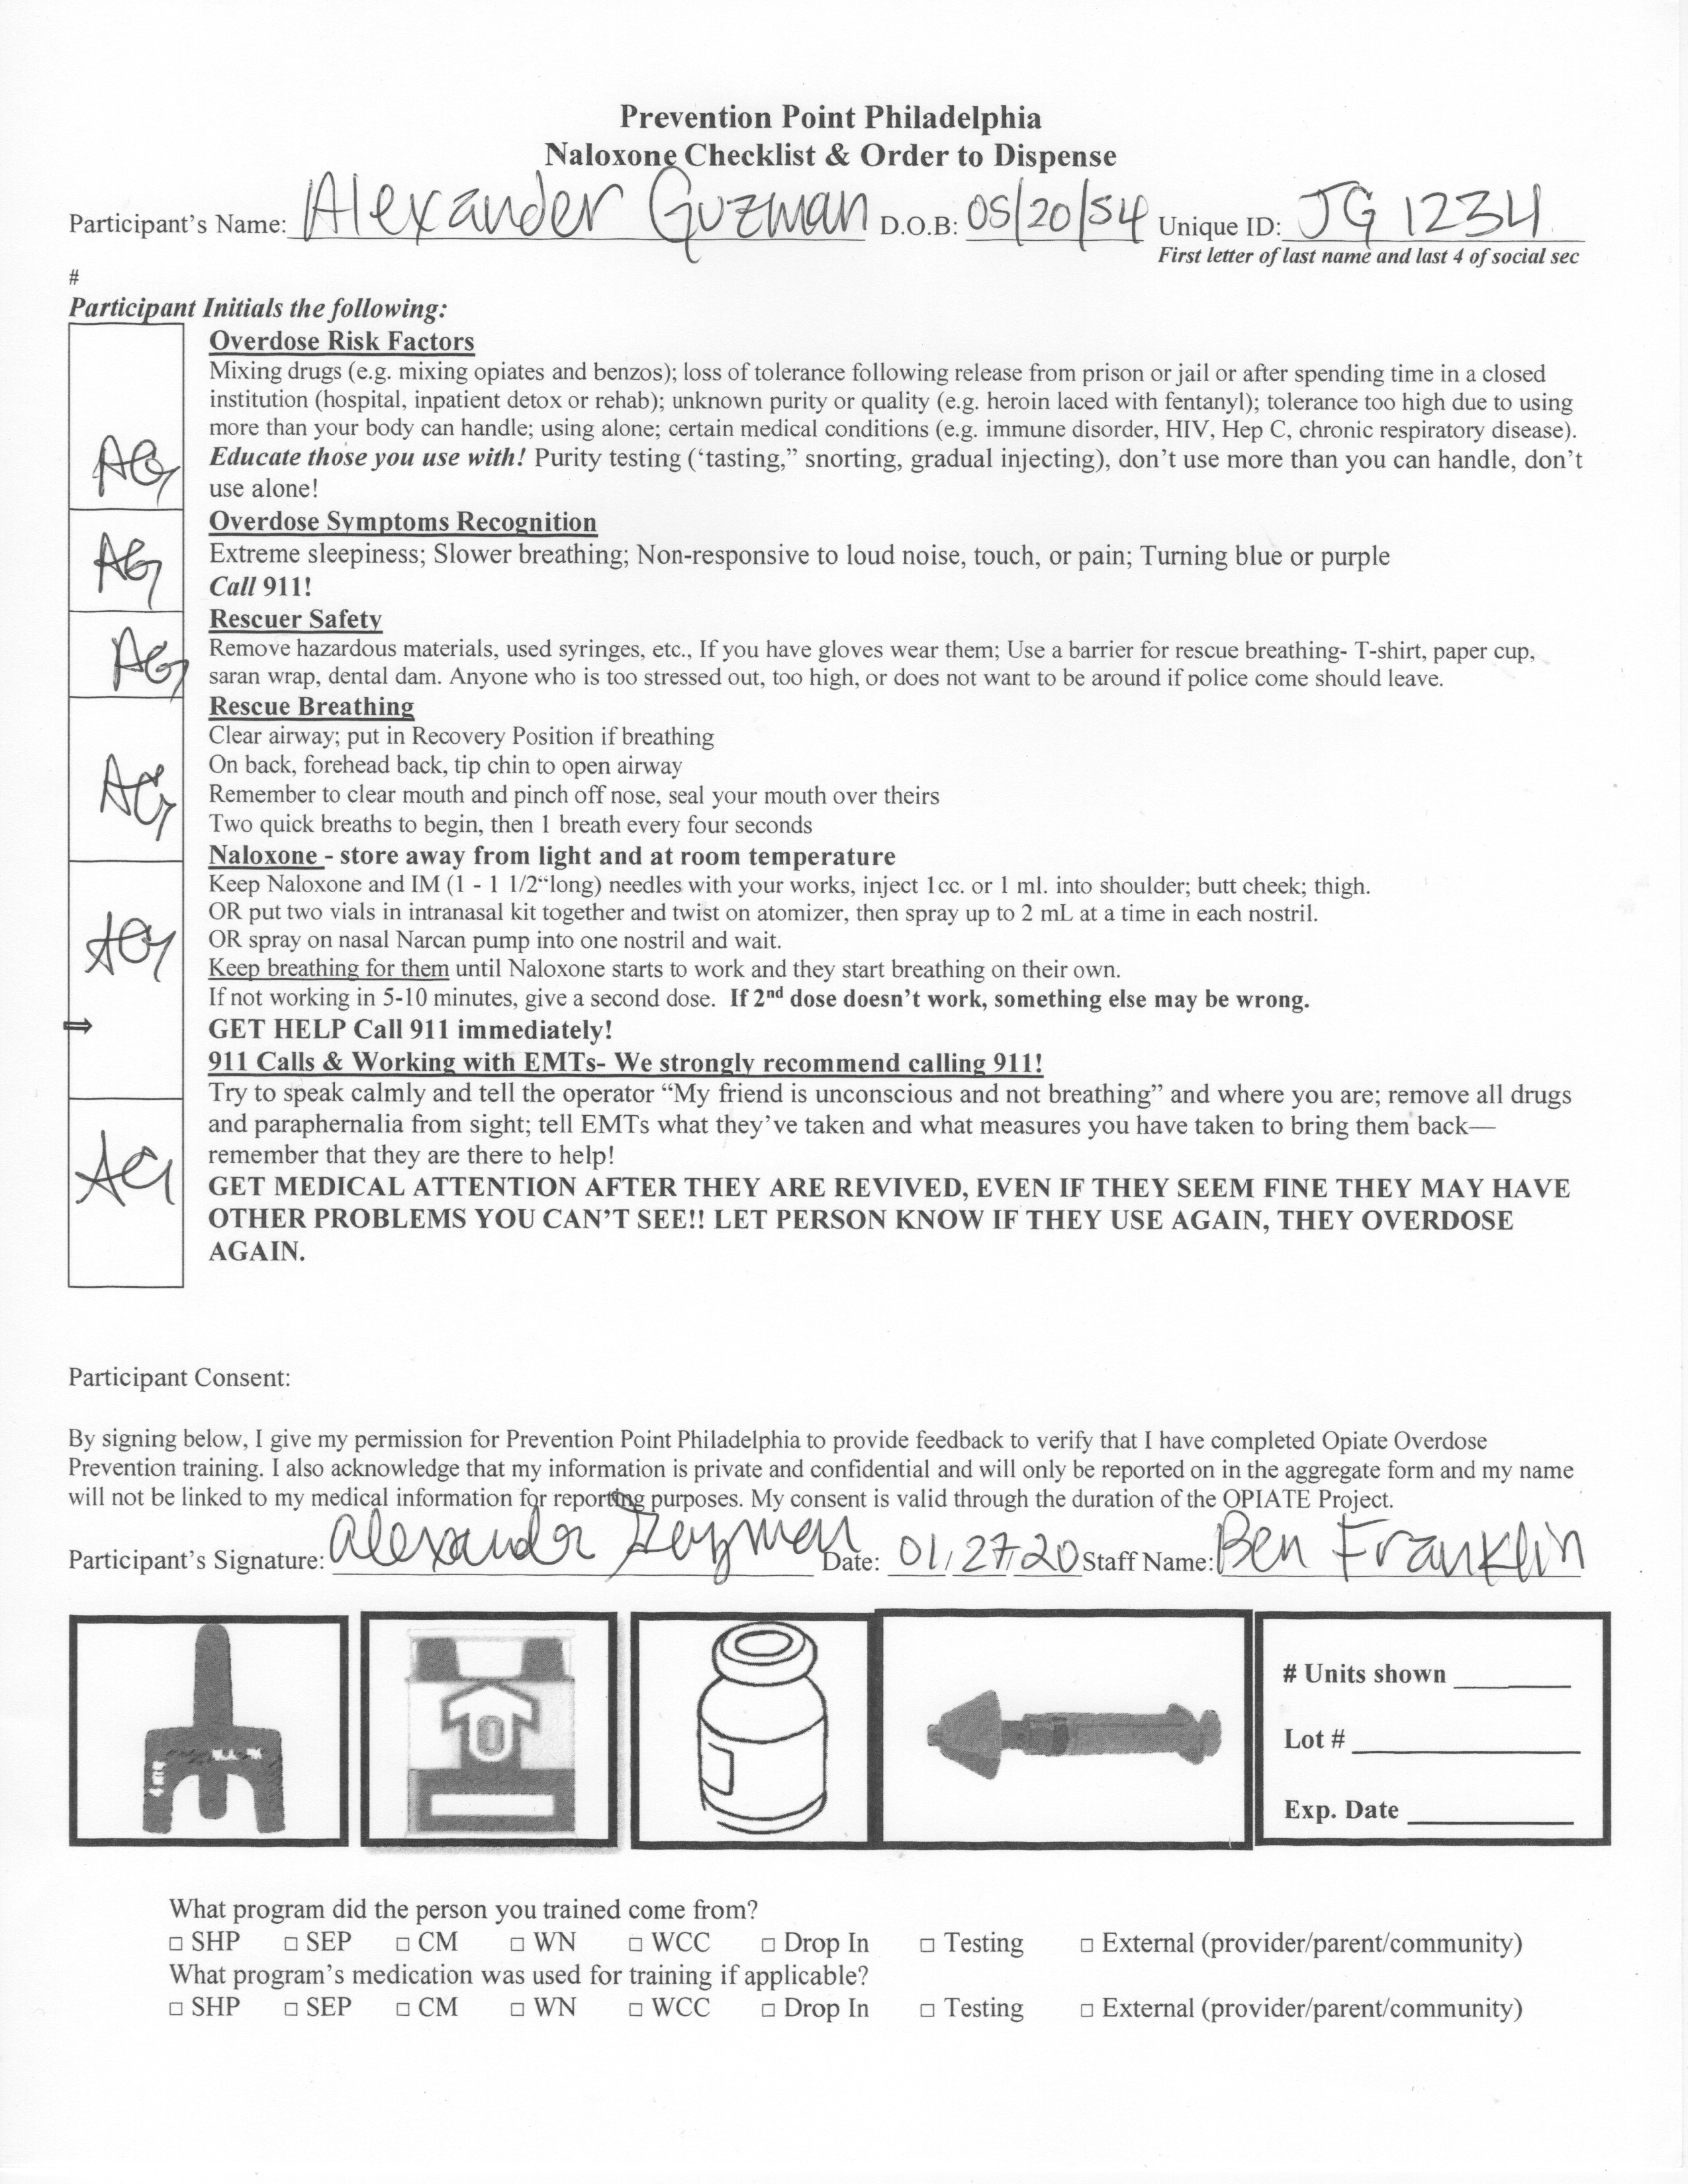 Prevention Point Philadelphia
Naloxone Checklist & Order to Dispense
Participant's Name: Alexander Guzman D.O.B: 05/20/54 Unique ID: JG 1234
First letter of last name and last 4 of social sec
#
Participant Initials the following:
Overdose Risk Factors
Mixing drugs (e.g. mixing opiates and benzos); loss of tolerance following release from prison or jail or after spending time in a closed
institution (hospital, inpatient detox or rehab); unknown purity or quality (e.g. heroin laced with fentanyl); tolerance too high due to using
more than your body can handle; using alone; certain medical conditions (e.g. immune disorder, HIV, Hep C, chronic respiratory disease).
AG Educate those you use with! Purity testing (‘tasting,” snorting, gradual injecting), don’t use more than you can handle, don’t
use alone!
Overdose Symptoms Recognition
AG Extreme sleepiness; Slower breathing; Non-responsive to loud noise, touch, or pain; Turning blue or purple
Call 911!
Rescuer Safety
AG Remove hazardous materials, used syringes, etc., If you have gloves wear them; Use a barrier for rescue breathing- T-shirt, paper cup,
saran wrap, dental dam. Anyone who is too stressed out, too high, or does not want to be around if police come should leave.
Rescue Breathing
Clear airway; put in Recovery Position if breathing
On back, forehead back, tip chin to open airway
AG Remember to clear mouth and pinch off nose, seal your mouth over theirs
Two quick breaths to begin, then 1 breath every four seconds
Naloxone - store away from light and at room temperature
Keep Naloxone and IM (1 - 1 1/2“long) needles with your works, inject 1cc. or 1 ml. into shoulder; butt cheek; thigh.
OR put two vials in intranasal kit together and twist on atomizer, then spray up to 2 mL at a time in each nostril.
AG OR spray on nasal Narcan pump into one nostril and wait.
Keep breathing for them until Naloxone starts to work and they start breathing on their own.
If not working in 5-10 minutes, give a second dose. If 2nd dose doesn’t work, something else may be wrong.
⇒ GET HELP Call 911 immediately!
911 Calls & Working with EMTs- We strongly recommend calling 911!
Try to speak calmly and tell the operator “My friend is unconscious and not breathing” and where you are; remove all drugs
and paraphernalia from sight; tell EMTs what they’ve taken and what measures you have taken to bring them back—
remember that they are there to help!
AG GET MEDICAL ATTENTION AFTER THEY ARE REVIVED, EVEN IF THEY SEEM FINE THEY MAY HAVE
OTHER PROBLEMS YOU CAN’T SEE!! LET PERSON KNOW IF THEY USE AGAIN, THEY OVERDOSE
AGAIN.
Participant Consent:
By signing below, I give my permission for Prevention Point Philadelphia to provide feedback to verify that I have completed Opiate Overdose
Prevention training. I also acknowledge that my information is private and confidential and will only be reported on in the aggregate form and my name
will not be linked to my medical information for reporting purposes. My consent is valid through the duration of the OPIATE Project.
Participant's Signature: Alexander Guzman Date: 01/27/20 Staff Name: Ben Franklin
# Units shown
Lot #
Exp. Date
What program did the person you trained come from?
□ SHP □ SEP □ CM □ WN □ WCC □ Drop In □ Testing □ External (provider/parent/community)
What program’s medication was used for training if applicable?
□ SHP □ SEP □ CM □ WN □ WCC □ Drop In □ Testing □ External (provider/parent/community)